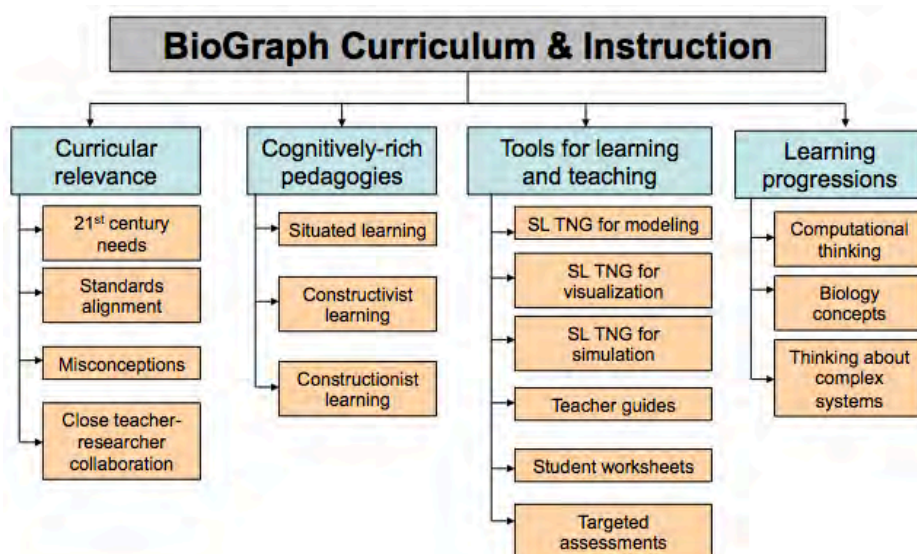 BioGraph Curriculum & Instruction
Curricular
relevance
21st century
needs
Standards
alignment
Misconceptions
Close teacher-
researcher
collaboration
Cognitively-rich
pedagogies
Situated learning
Constructivist
learning
Constructionist
learning
Tools for learning
and teaching
SL TNG for modeling
SL TNG for
visualization
SL TNG for
simulation
Teacher guides
Student worksheets
Targeted
assessments
Learning
progressions
Computational
thinking
Biology
concepts
Thinking about
complex
systems